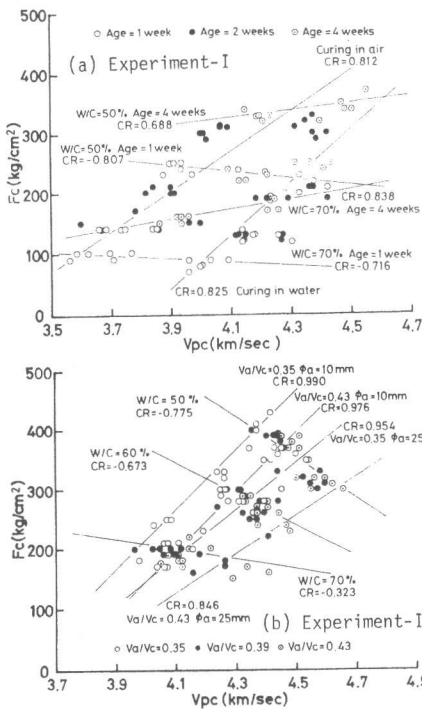 ○ Age = 1 week ● Age = 2 weeks ⊙ Age = 4 weeks
500
400
300
200
100
0
Fc(kg/cm²)
(a) Experiment-I
Curing in air
CR=0.812
W/C=50% Age = 4 weeks
CR=0.688
W/C=50% Age = 1 week
CR=-0.807
CR=0.838
W/C=70% Age = 4 weeks
W/C=70% Age = 1 week
CR=-0.716
CR=0.825 Curing in water
3.5 3.7 3.9 4.1 4.3 4.5 4.7
Vpc(km/sec)
500
400
300
200
100
0
Fc(kg/cm²)
Va/Vc=0.35 φa=10mm
CR=0.990
Va/Vc=0.43 φa=10mm
CR=0.976
CR=0.954
Va/Vc=0.35 φa=25
W/C = 50 %
CR=-0.775
W/C = 60 %
CR=-0.673
W/C = 70%
CR=-0.323
CR=0.846
Va/Vc=0.43 φa=25mm
(b) Experiment-I
○ Va/Vc=0.35 ● Va/Vc=0.39 ⊙ Va/Vc=0.43
3.7 3.9 4.1 4.3 4.5 4.7 4.
Vpc(km/sec)